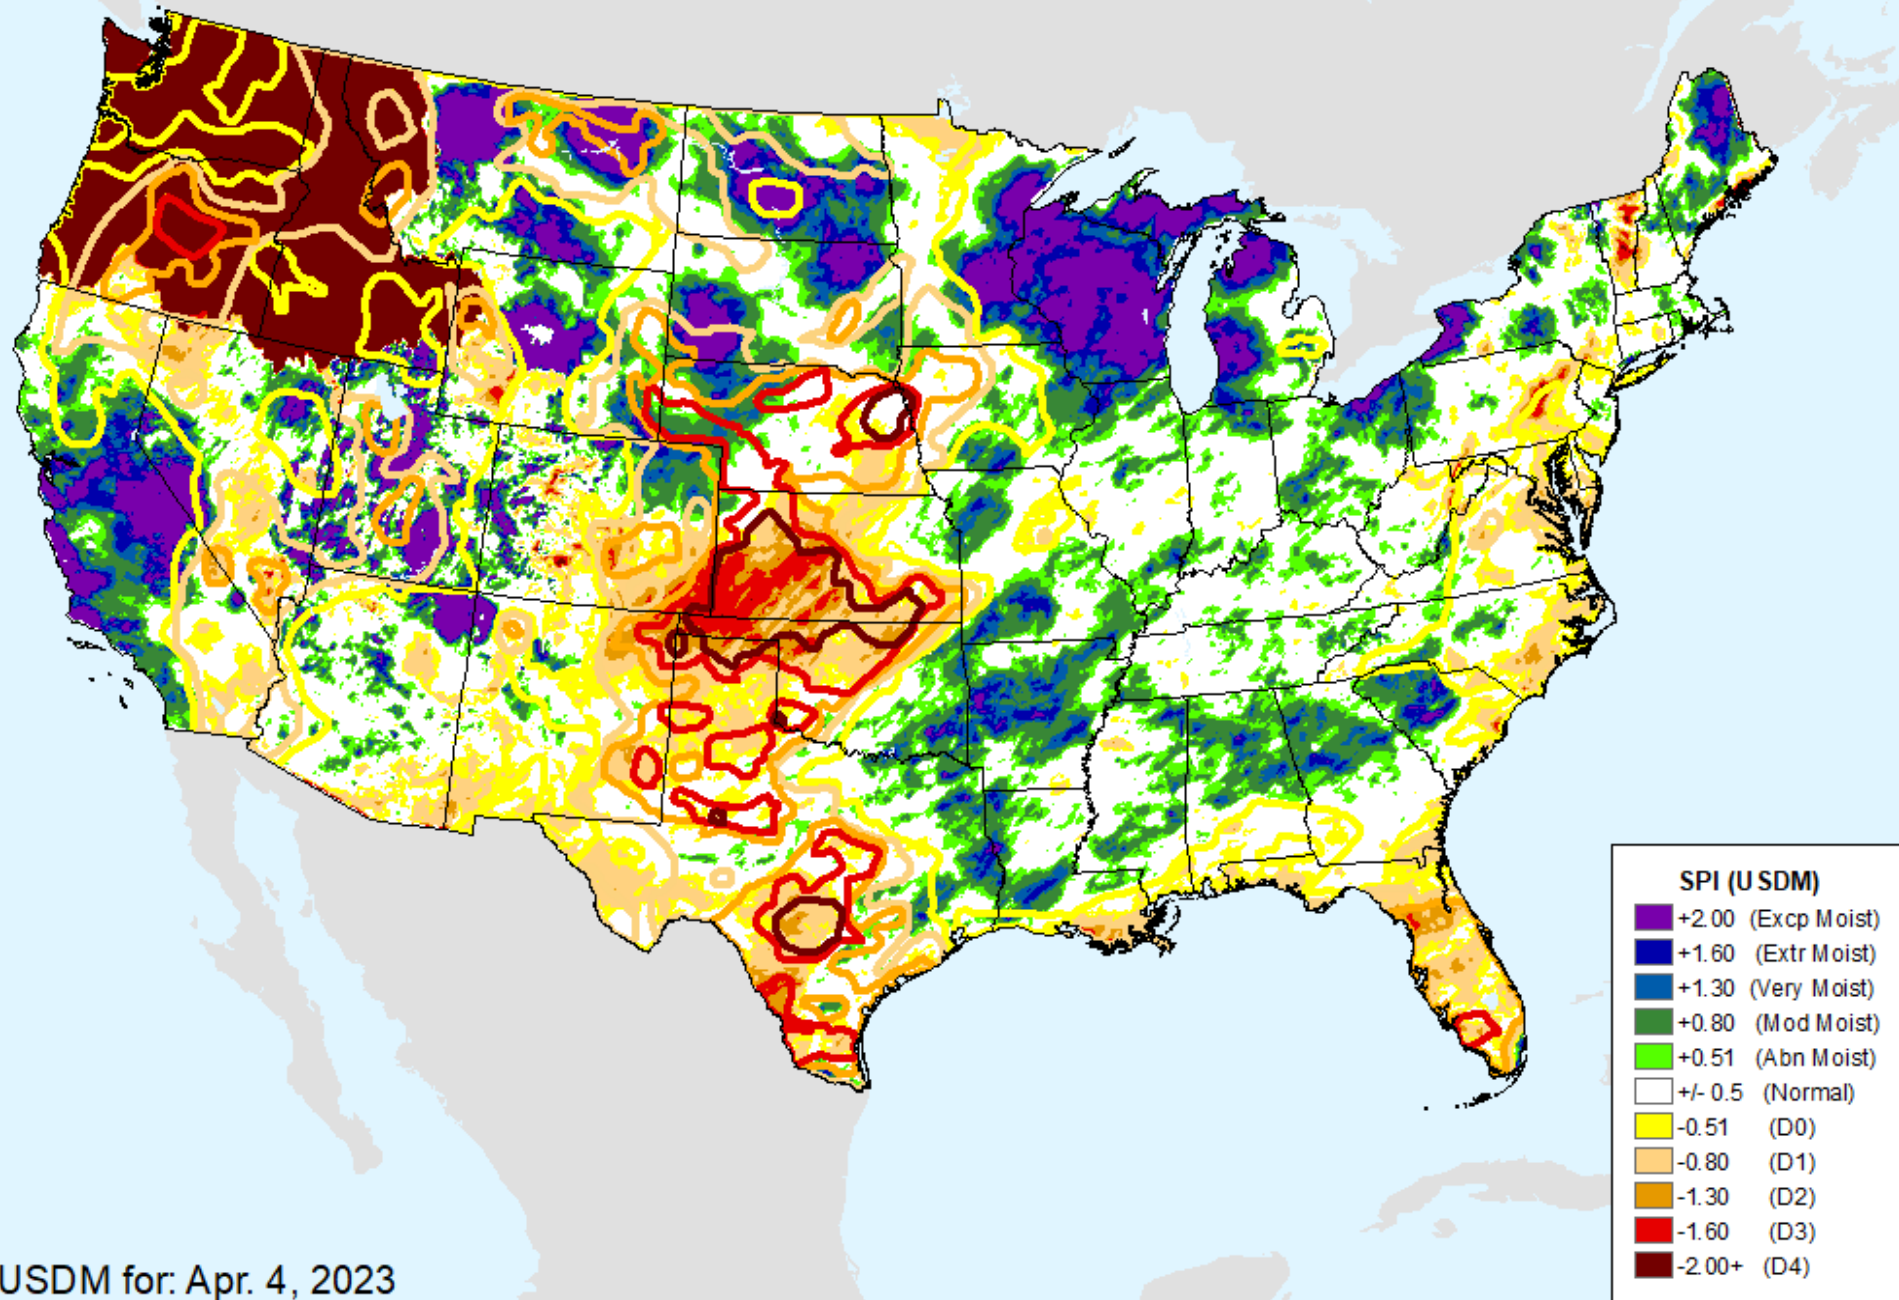 SPI (USDM)
+2.00 (Excp Moist)
+1.60 (Extr Moist)
+1.30 (Very Moist)
+0.80 (Mod Moist)
+0.51 (Abn Moist)
+/- 0.5 (Normal)
-0.51 (D0)
-0.80 (D1)
-1.30 (D2)
-1.60 (D3)
-2.00+ (D4)
USDM for: Apr. 4, 2023